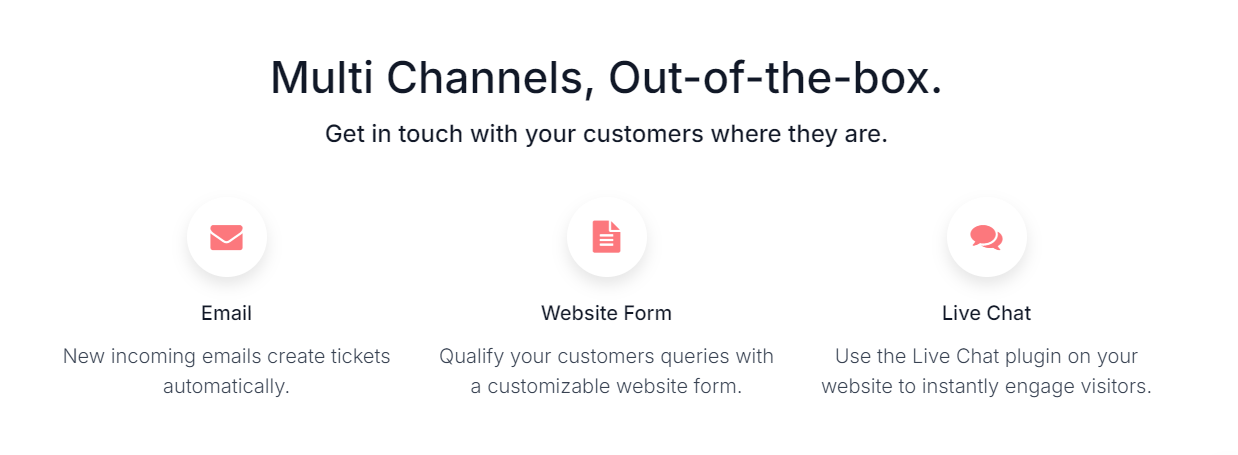 Multi Channels, Out-of-the-box.
Get in touch with your customers where they are.
Email
New incoming emails create tickets
automatically.
Website Form
Qualify your customers queries with
a customizable website form.
Live Chat
Use the Live Chat plugin on your
website to instantly engage visitors.